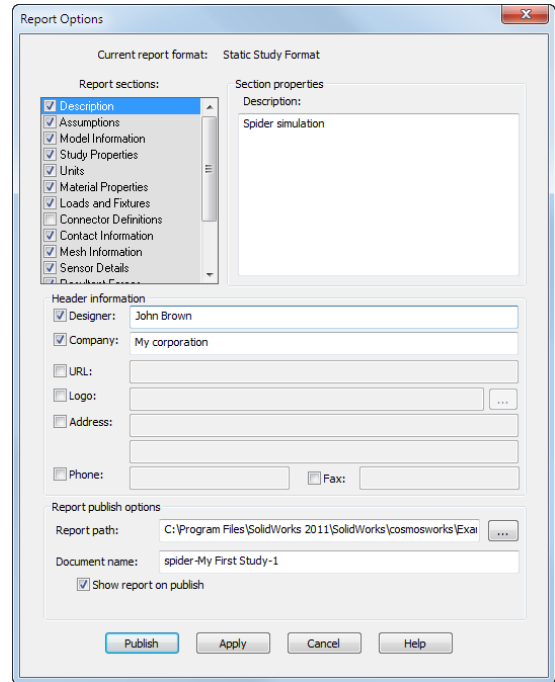 Report Options
Current report format: Static Study Format
Report sections:
Description
Assumptions
Model Information
Study Properties
Units
Material Properties
Loads and Fixtures
Connector Definitions
Contact Information
Mesh Information
Sensor Details
Section properties
Description:
Spider simulation
Header information
Designer: John Brown
Company: My corporation
URL:
Logo: ...
Address:
Phone: Fax:
Report publish options
Report path: C:\Program Files\SolidWorks 2011\SolidWorks\cosmosworks\Exai ...
Document name: spider-My First Study-1
Show report on publish
Publish Apply Cancel Help